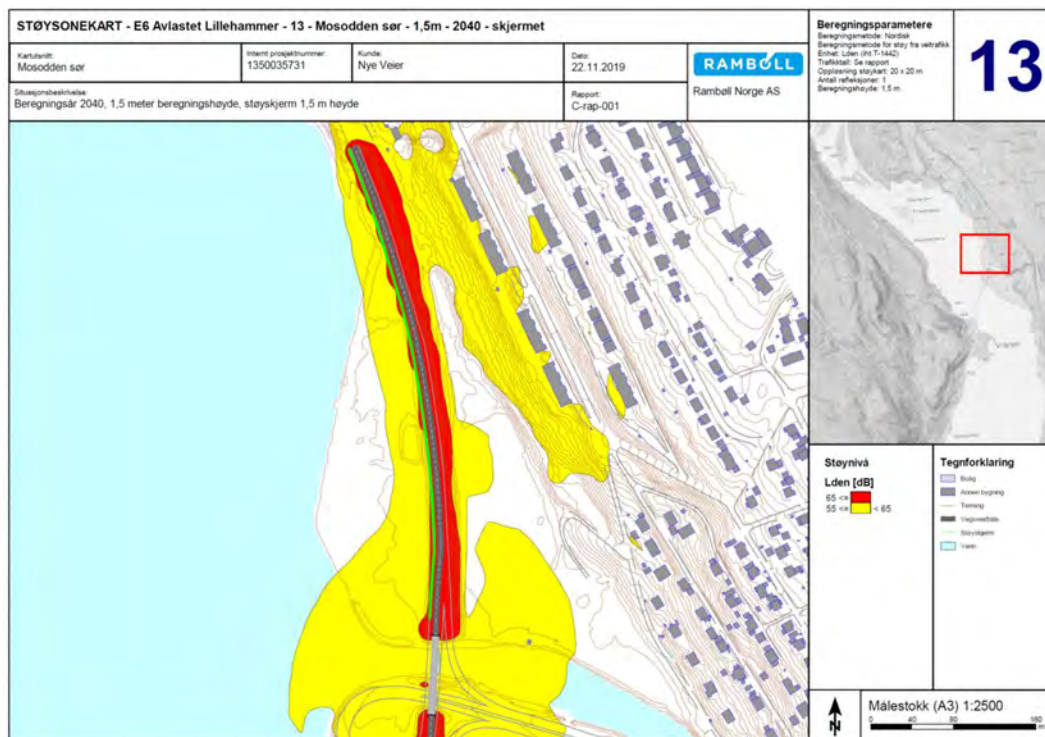 STØYSONEKART - E6 Avlastet Lillehammer - 13 - Mosodden sør - 1,5m - 2040 - skjermet
Kartutsnitt:
Mosodden sør
Internt prosjektnummer:
1350035731
Kunde:
Nye Veier
Dato:
22.11.2019
Situasjonsbeskrivelse:
Beregningsår 2040, 1,5 meter beregningshøyde, støyskjerm 1,5 m høyde
Rapport:
C-rap-001
RAMBOLL
Rambøll Norge AS
Beregningsparametere
Beregningsmetode: Nordisk
Beregningsmetode for støy fra veitrafikk
Enhet: Lden (iht T-1442)
Trafikktall: Se rapport
Oppløsning støykart: 20 x 20 m
Antall refleksjoner: 1
Beregningshøyde: 1,5 m.
13
Støynivå
Lden [dB]
65 <=
55 <= < 65
Tegnforklaring
Bolig
Annen bygning
Terreng
Vegoverflate
Støyskjerm
Vann
N
Målestokk (A3) 1:2500
0 40 80 160
m